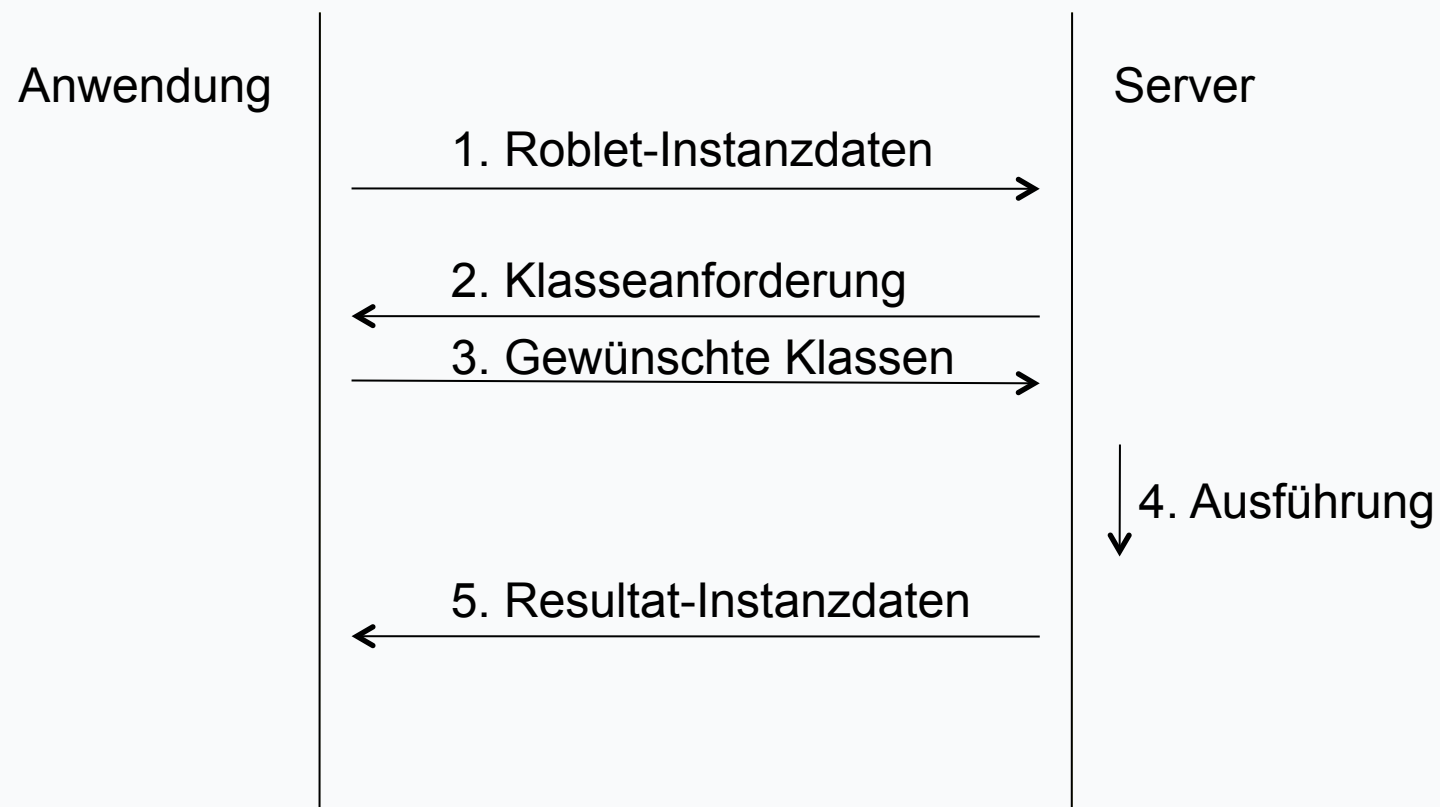 Anwendung
Server
1. Roblet-Instanzdaten
2. Klasseanforderung
3. Gewünschte Klassen
4. Ausführung
5. Resultat-Instanzdaten